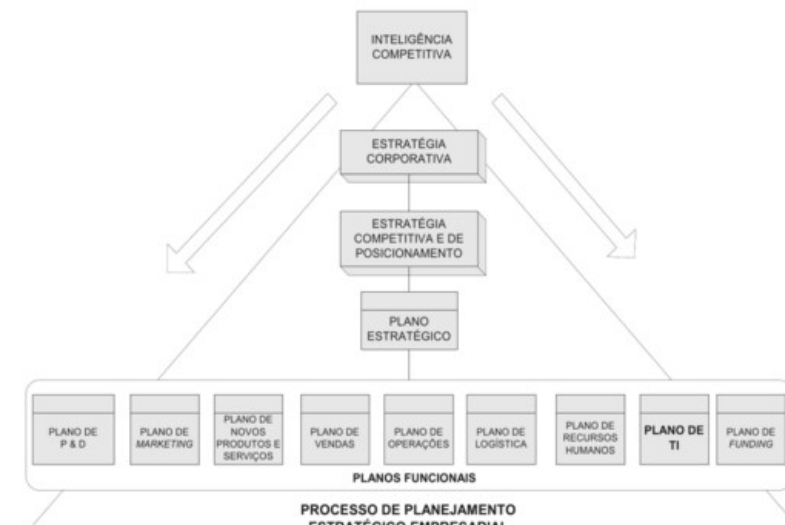 INTELIGÊNCIA
COMPETITIVA
ESTRATÉGIA
CORPORATIVA
ESTRATÉGIA
COMPETITIVA E DE
POSICIONAMENTO
PLANO
ESTRATÉGICO
PLANO DE
P & D
PLANO DE
MARKETING
PLANO DE
NOVOS
PRODUTOS E
SERVIÇOS
PLANO DE
VENDAS
PLANO DE
OPERAÇÕES
PLANO DE
LOGÍSTICA
PLANO DE
RECURSOS
HUMANOS
PLANO DE
TI
PLANO DE
FUNDING
PLANOS FUNCIONAIS
PROCESSO DE PLANEJAMENTO
ESTRATÉGICO EMPRESARIAL